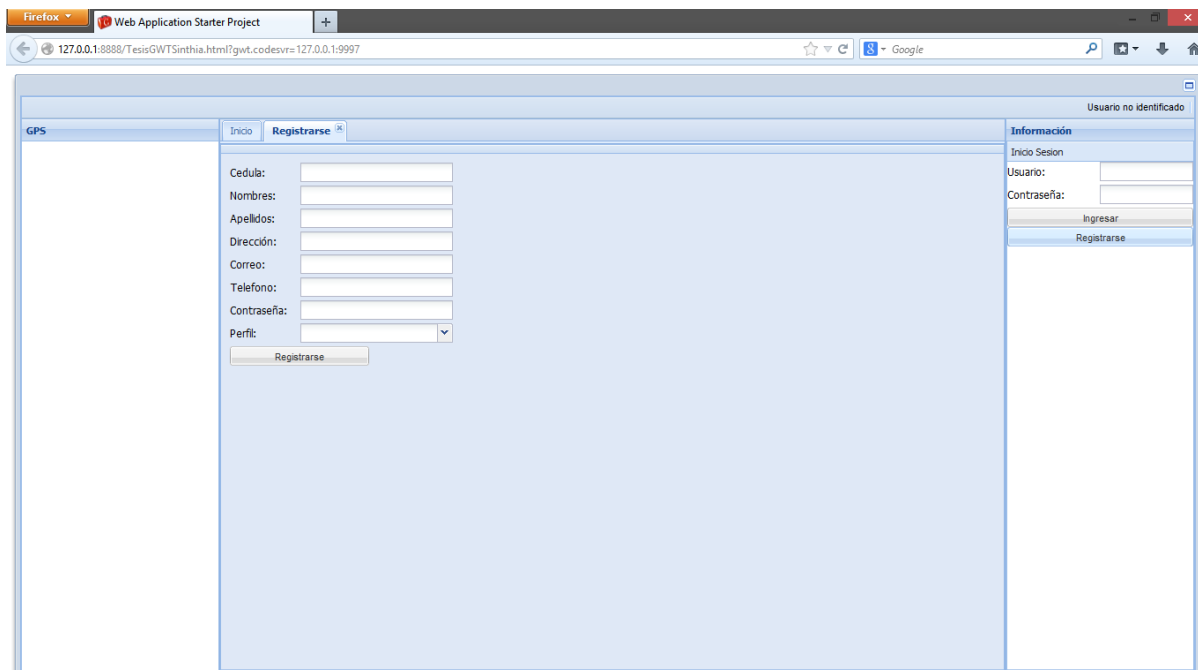 Firefox
Web Application Starter Project
127.0.0.1:8888/TesisGWTSinthia.html?gwt.codesvr=127.0.0.1:9997
8
Google
Usuario no identificado
GPS
Inicio
Registrarse
Información
Inicio Sesion
Cedula:
Nombres:
Apellidos:
Dirección:
Correo:
Telefono:
Contraseña:
Perfil:
Registrarse
Usuario:
Contraseña:
Ingresar
Registrarse